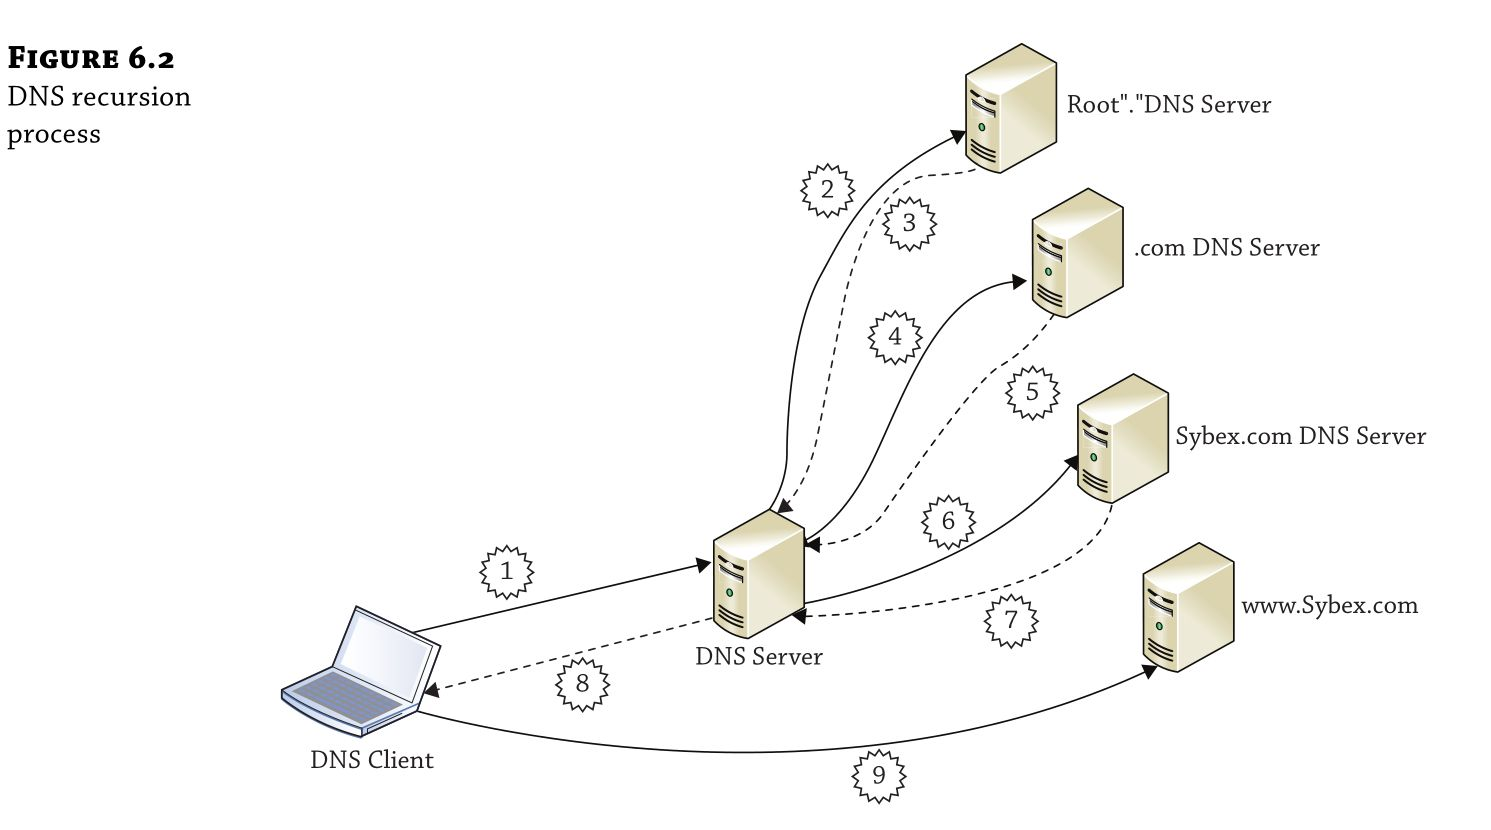 FIGURE 6.2
DNS recursion
process
Root"."DNS Server
2
3
.com DNS Server
4
5
Sybex.com DNS Server
6
1
www.Sybex.com
7
DNS Server
8
DNS Client
9